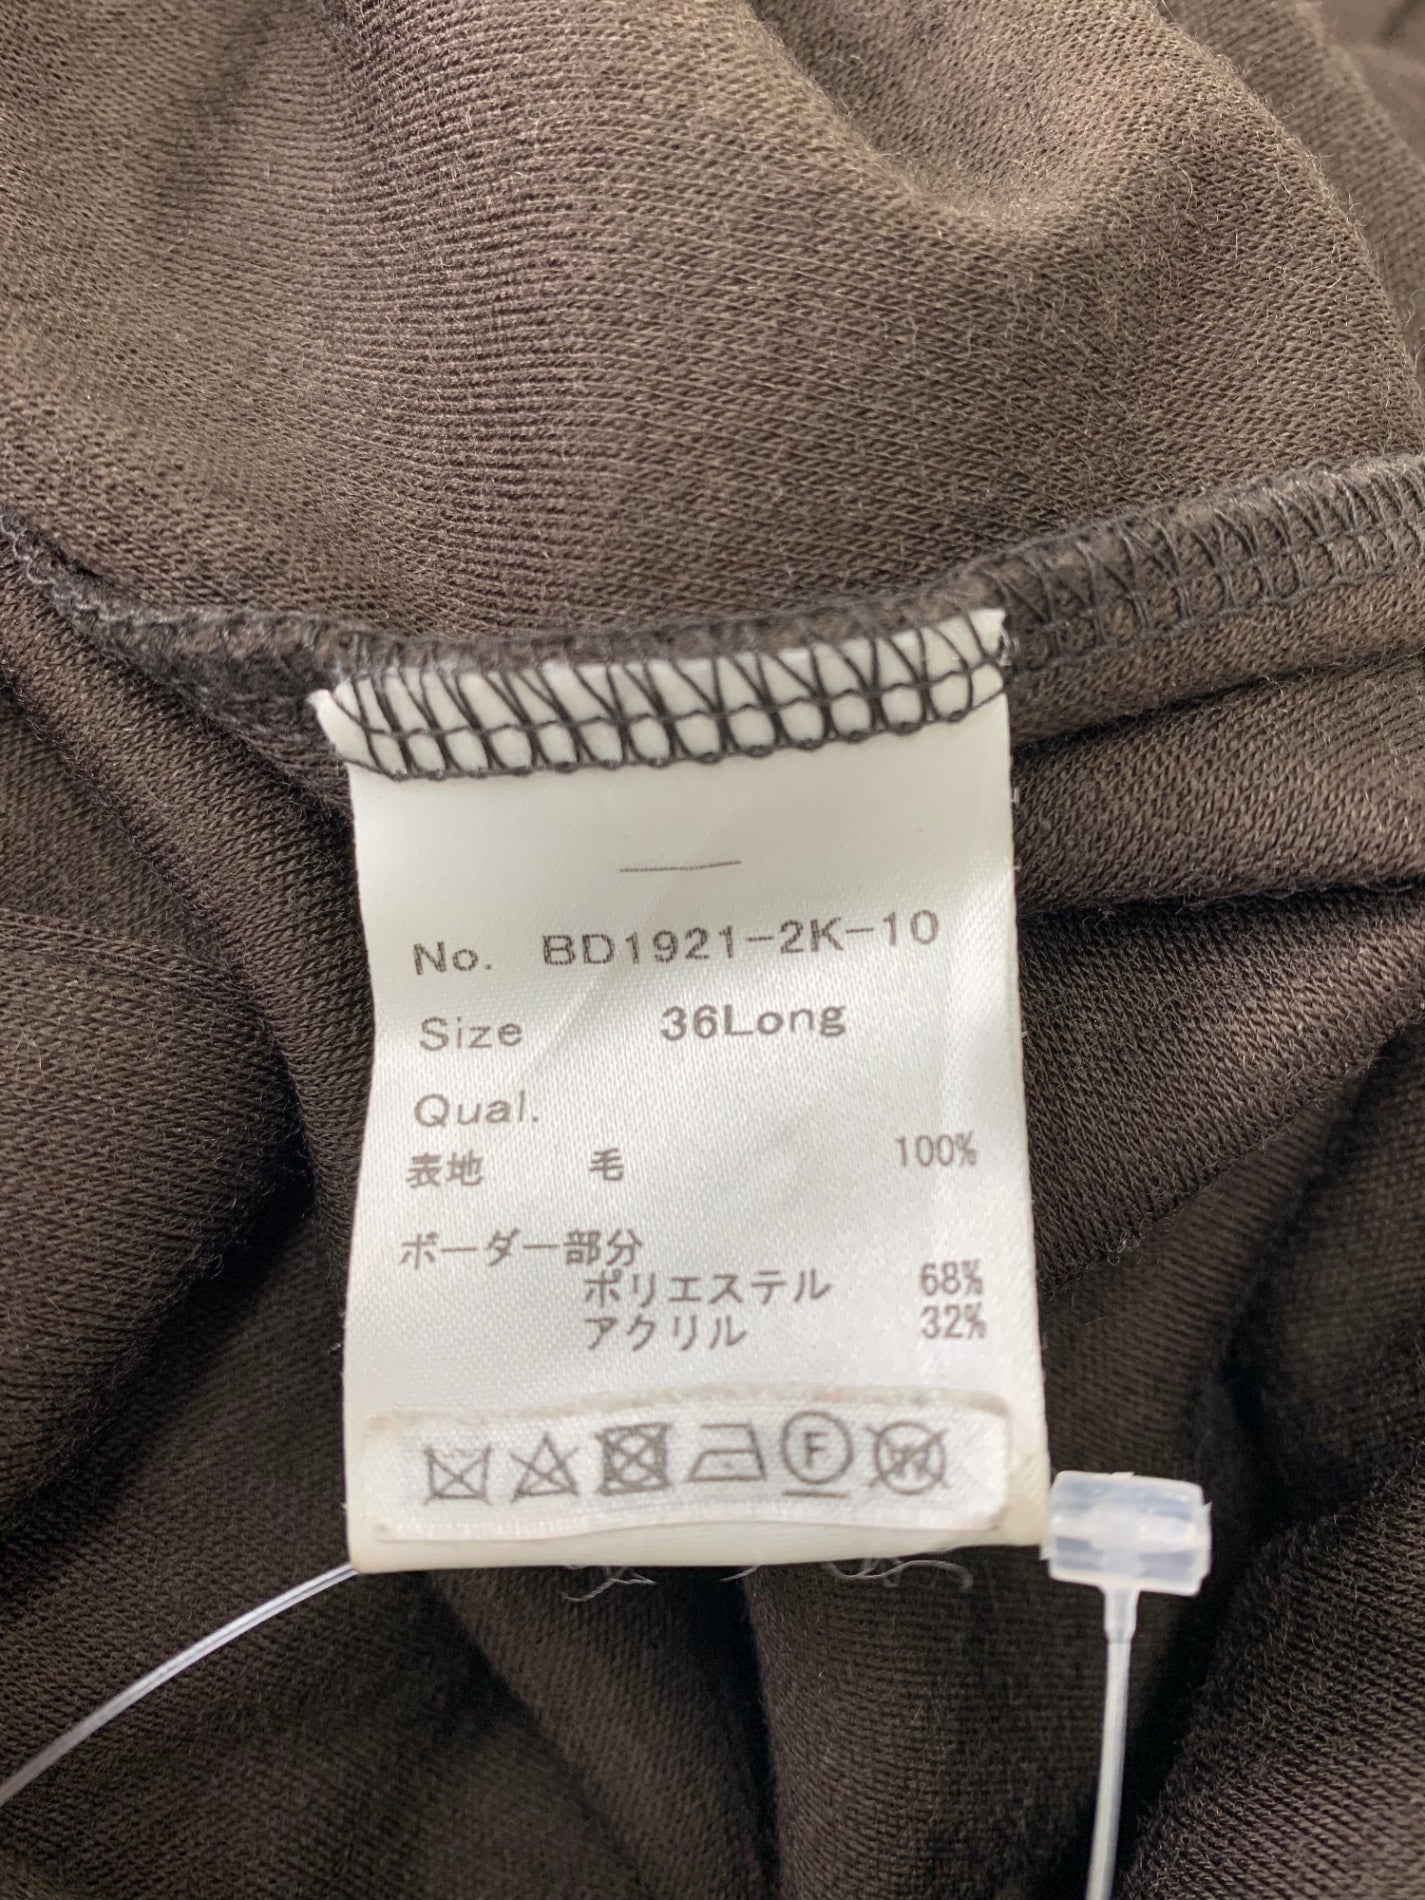 No. BD1921-2K-10
Size 36Long
Qual.
表地 毛 100%
ボーダー部分
ポリエステル 68%
アクリル 32%
F